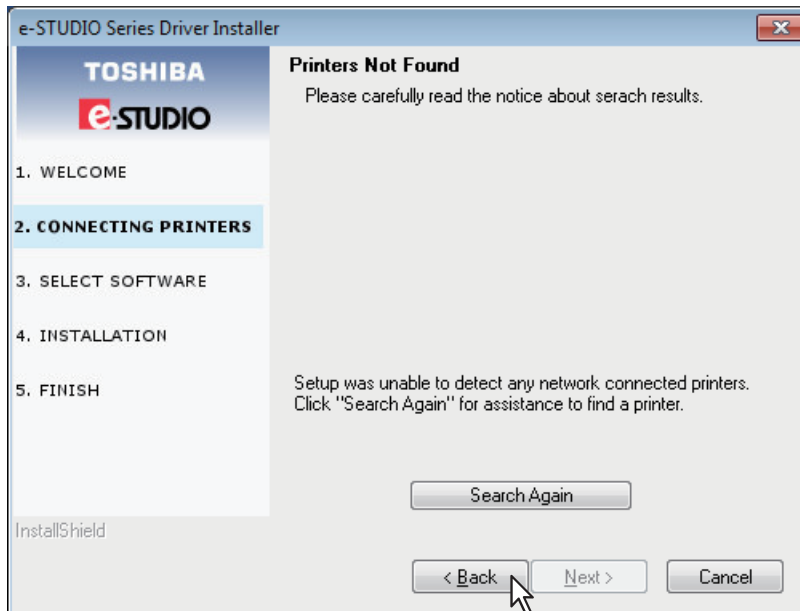 e-STUDIO Series Driver Installer
TOSHIBA
e-STUDIO
1. WELCOME
2. CONNECTING PRINTERS
3. SELECT SOFTWARE
4. INSTALLATION
5. FINISH
InstallShield
Printers Not Found
Please carefully read the notice about serach results.
Setup was unable to detect any network connected printers.
Click "Search Again" for assistance to find a printer.
Search Again
< Back
Next >
Cancel